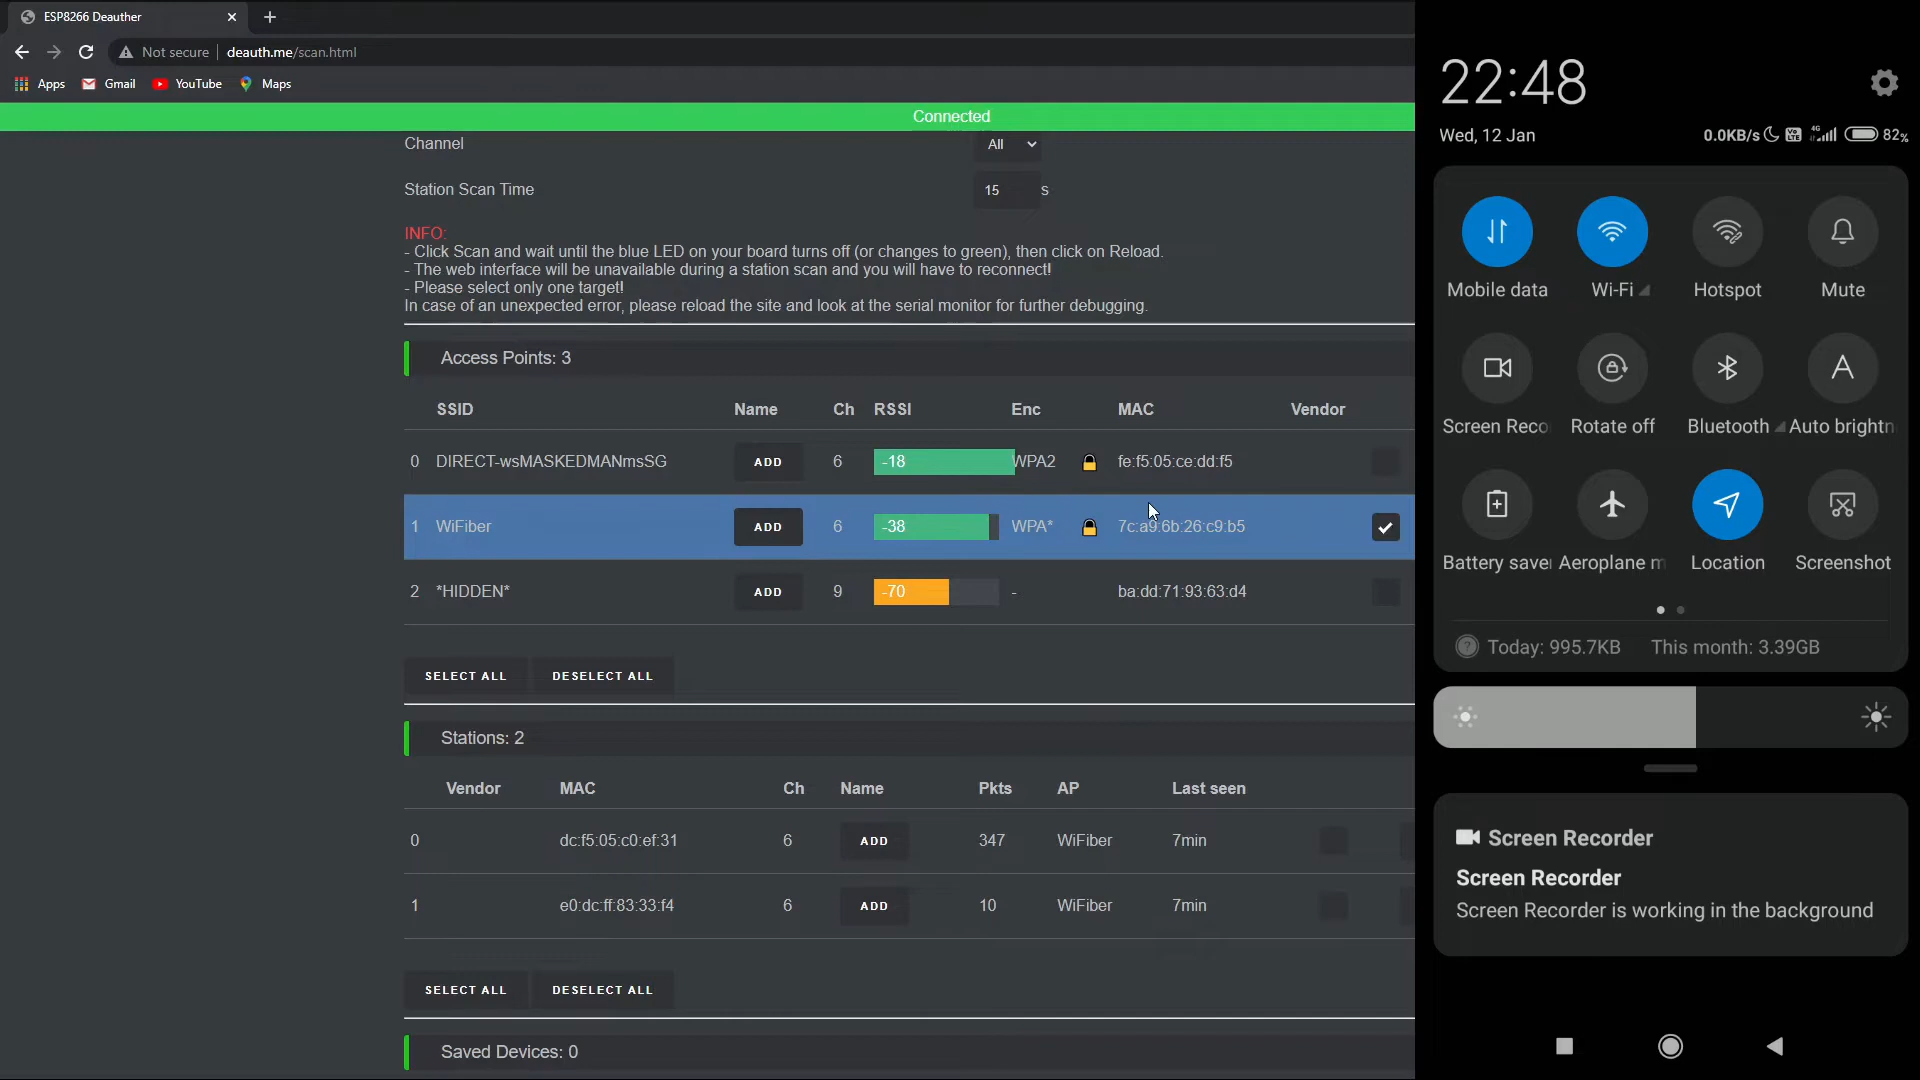 ESP8266 Deauther
Not secure deauth.me/scan.html
Apps Gmail YouTube Maps
Connected
Channel All
Station Scan Time 15 s
INFO:
- Click Scan and wait until the blue LED on your board turns off (or changes to green), then click on Reload.
- The web interface will be unavailable during a station scan and you will have to reconnect!
- Please select only one target!
In case of an unexpected error, please reload the site and look at the serial monitor for further debugging.
Access Points: 3
SSID Name Ch RSSI Enc MAC Vendor
0 DIRECT-wsMASKEDMANmsSG ADD 6 -18 WPA2 fe:f5:05:ce:dd:f5
1 WiFiber ADD 6 -38 WPA* 7c:a9:6b:26:c9:b5
2 *HIDDEN* ADD 9 -70 - ba:dd:71:93:63:d4
SELECT ALL DESELECT ALL
Stations: 2
Vendor MAC Ch Name Pkts AP Last seen
0 dc:f5:05:c0:ef:31 6 ADD 347 WiFiber 7min
1 e0:dc:ff:83:33:f4 6 ADD 10 WiFiber 7min
SELECT ALL DESELECT ALL
Saved Devices: 0
22:48
Wed, 12 Jan 0.0KB/s Vo LTE 4G 82%
Mobile data Wi-Fi Hotspot Mute
Screen Reco Rotate off Bluetooth Auto brightn
Battery saver Aeroplane m Location Screenshot
Today: 995.7KB This month: 3.39GB
Screen Recorder
Screen Recorder
Screen Recorder is working in the background